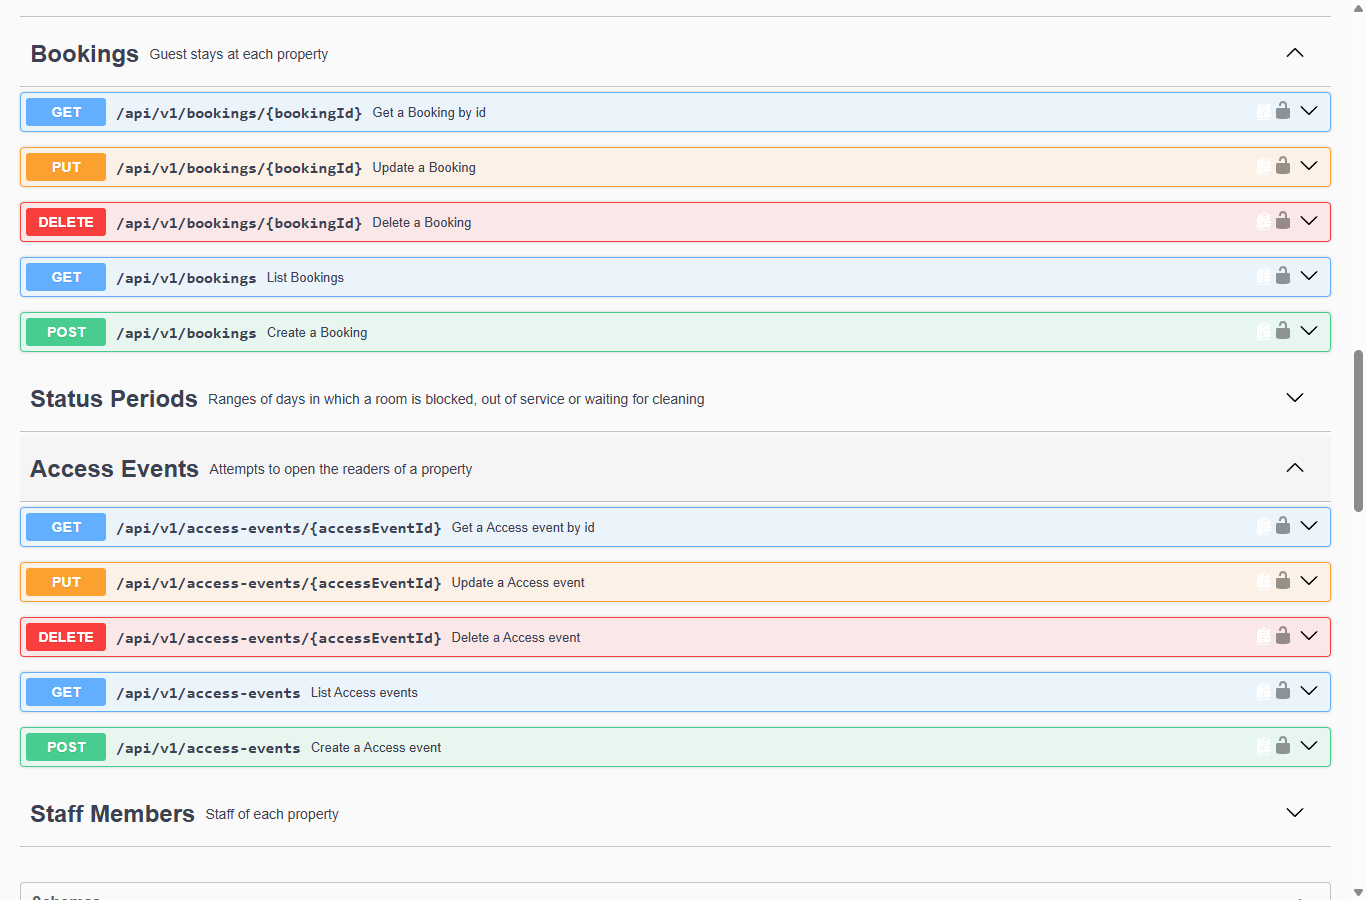 Bookings Guest stays at each property
GET /api/v1/bookings/{bookingId} Get a Booking by id
PUT /api/v1/bookings/{bookingId} Update a Booking
DELETE /api/v1/bookings/{bookingId} Delete a Booking
GET /api/v1/bookings List Bookings
POST /api/v1/bookings Create a Booking
Status Periods Ranges of days in which a room is blocked, out of service or waiting for cleaning
Access Events Attempts to open the readers of a property
GET /api/v1/access-events/{accessEventId} Get a Access event by id
PUT /api/v1/access-events/{accessEventId} Update a Access event
DELETE /api/v1/access-events/{accessEventId} Delete a Access event
GET /api/v1/access-events List Access events
POST /api/v1/access-events Create a Access event
Staff Members Staff of each property